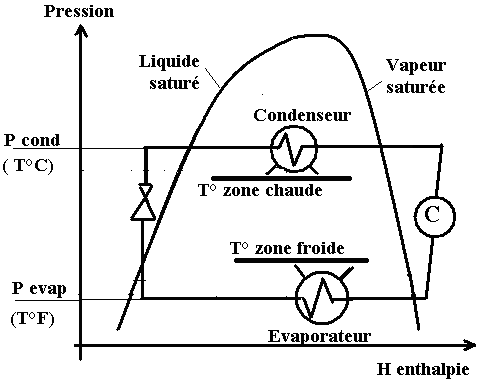 Pression
Liquide
saturé
Vapeur
saturée
Condenseur
P cond
( T°C)
T° zone chaude
C
T° zone froide
P evap
(T°F)
Evaporateur
H enthalpie